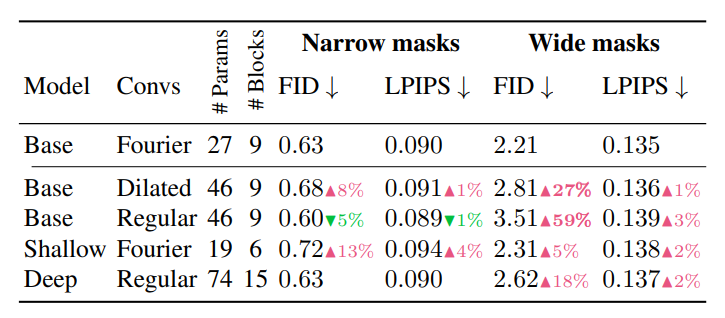 Model Convs # Params # Blocks Narrow masks Wide masks
FID ↓ LPIPS ↓ FID ↓ LPIPS ↓
Base Fourier 27 9 0.63 0.090 2.21 0.135
Base Dilated 46 9 0.68▲8% 0.091▲1% 2.81▲27% 0.136▲1%
Base Regular 46 9 0.60▼5% 0.089▼1% 3.51▲59% 0.139▲3%
Shallow Fourier 19 6 0.72▲13% 0.094▲4% 2.31▲5% 0.138▲2%
Deep Regular 74 15 0.63 0.090 2.62▲18% 0.137▲2%